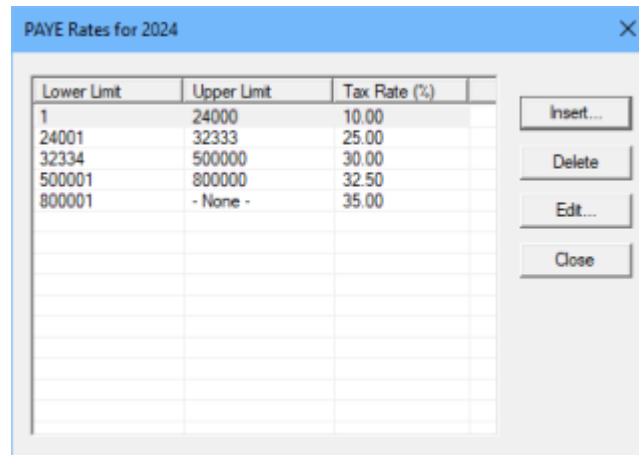 PAYE Rates for 2024
Lower Limit Upper Limit Tax Rate (%)
1 24000 10.00
24001 32333 25.00
32334 500000 30.00
500001 800000 32.50
800001 - None - 35.00
Insert...
Delete
Edit...
Close